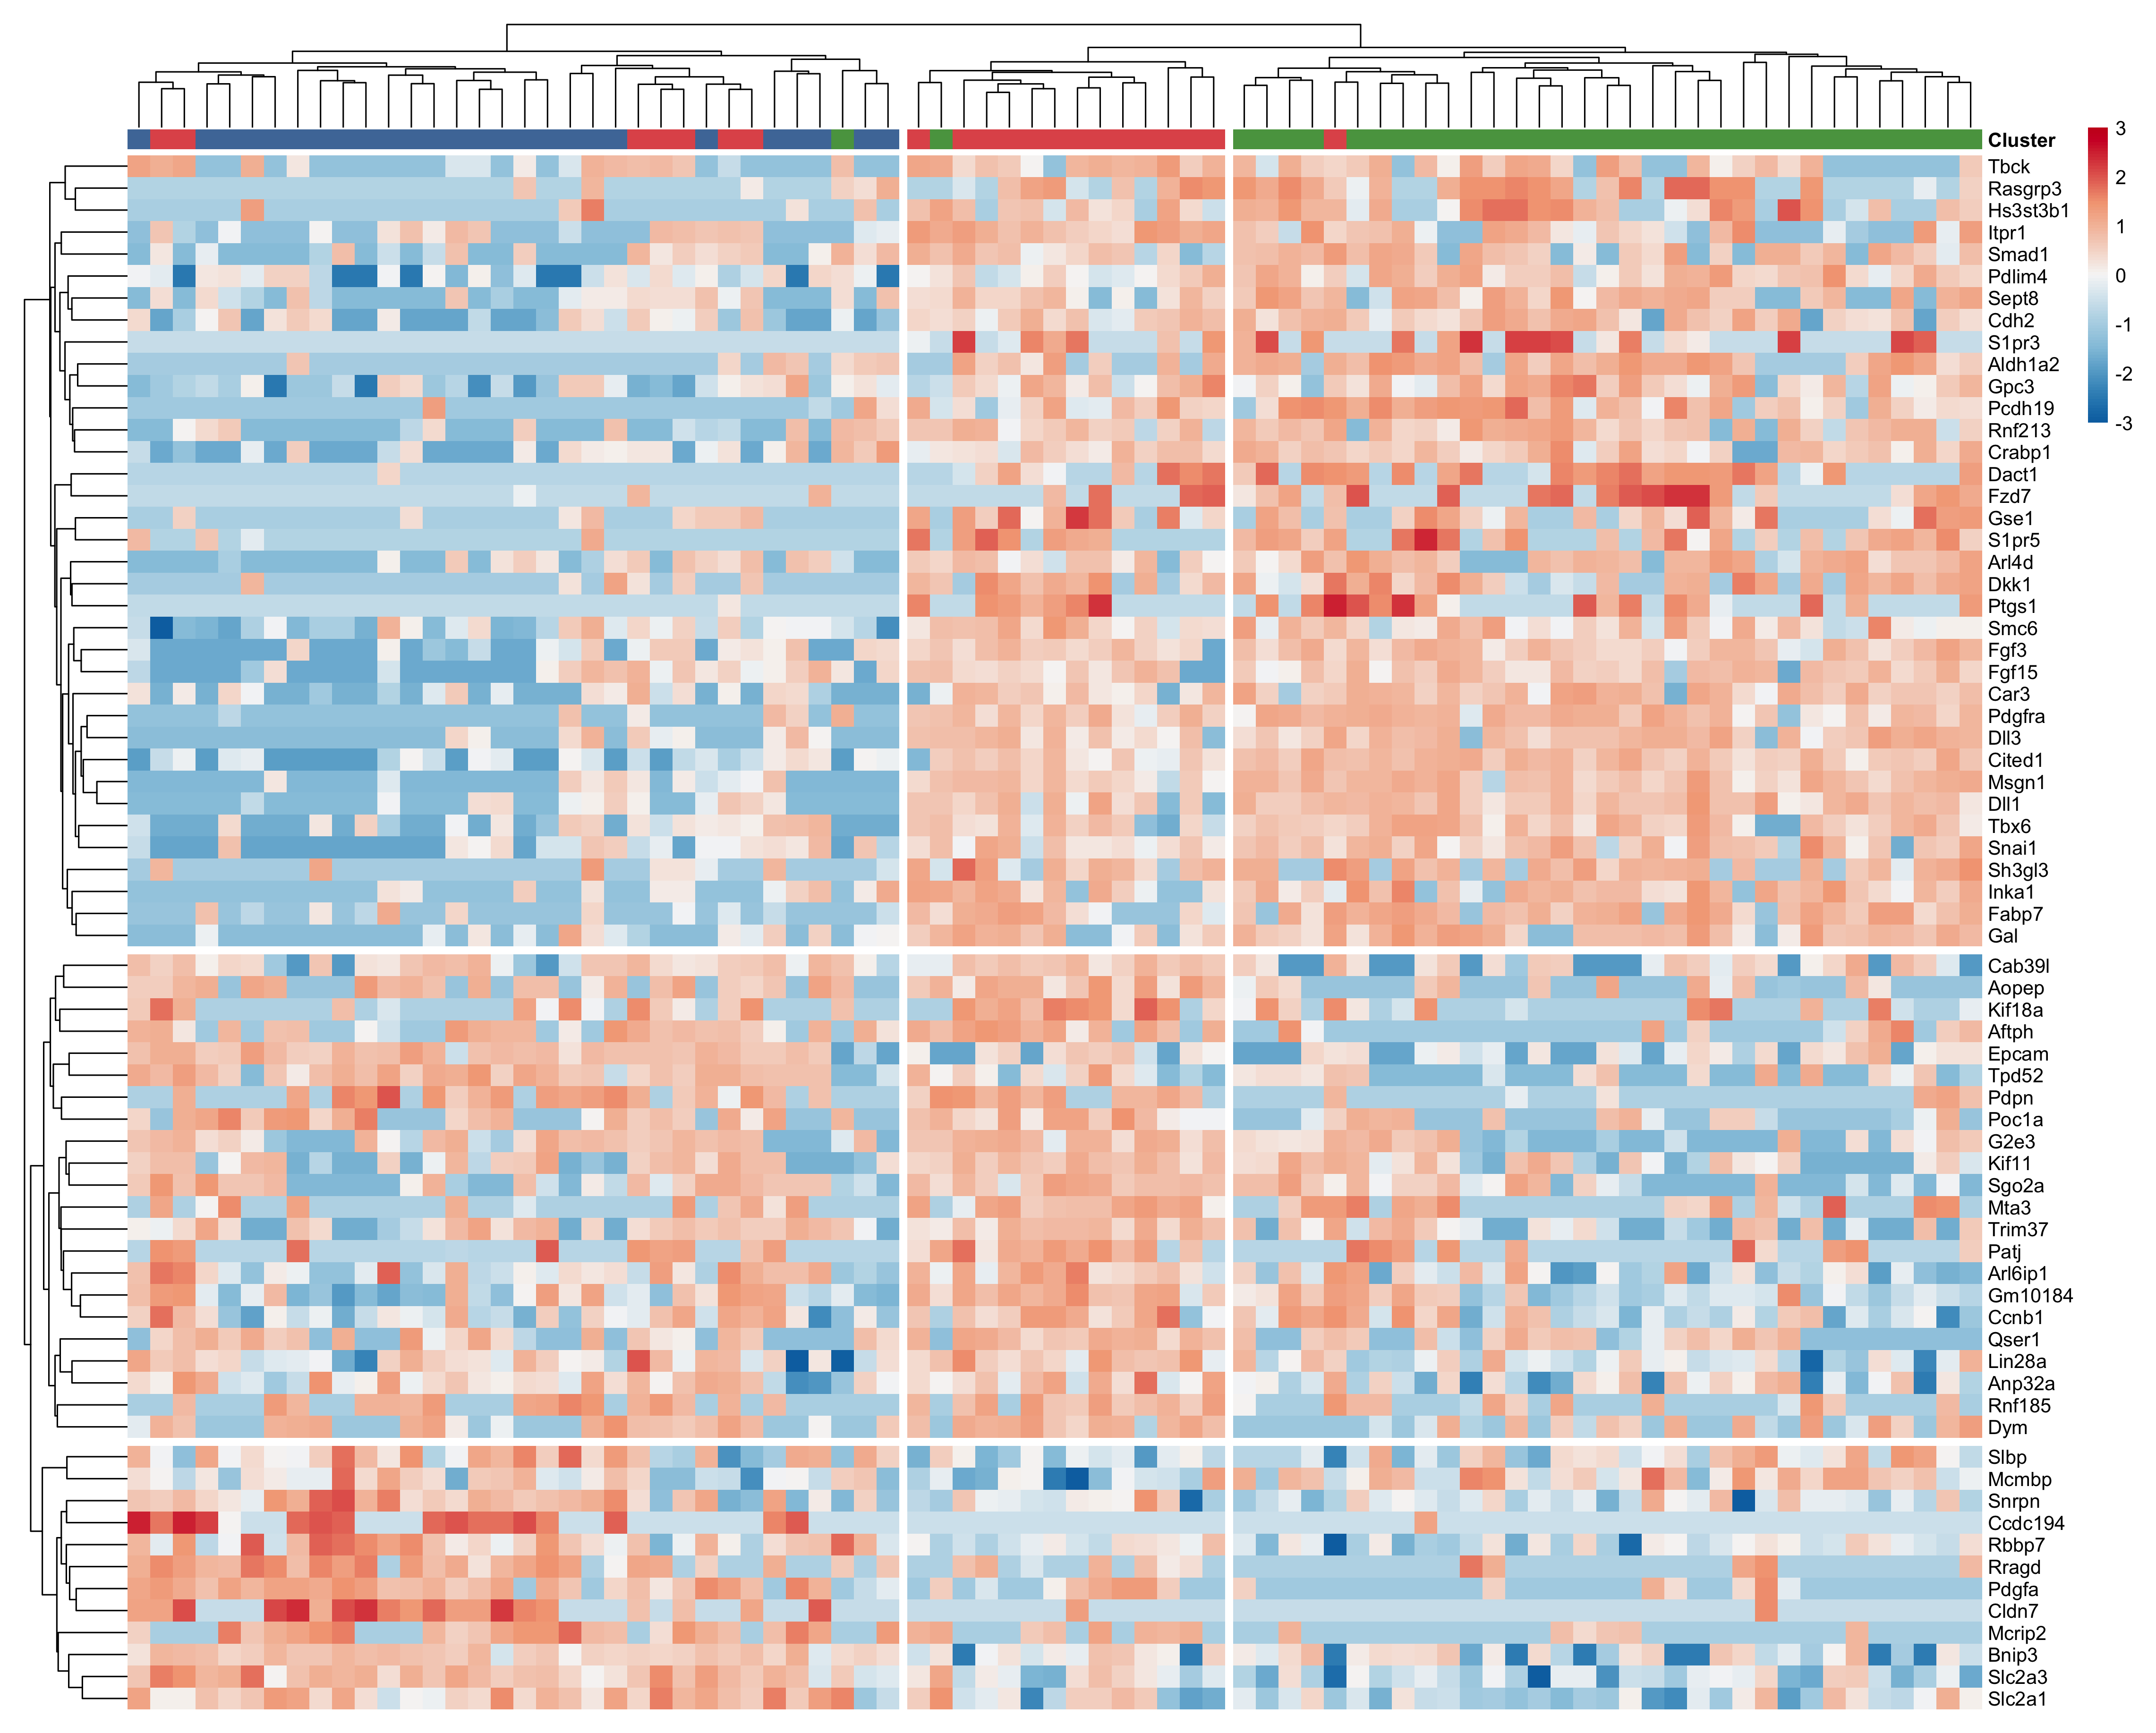 Cluster
3
2
1
0
-1
-2
-3
Tbck
Rasgrp3
Hs3st3b1
Itpr1
Smad1
Pdlim4
Sept8
Cdh2
S1pr3
Aldh1a2
Gpc3
Pcdh19
Rnf213
Crabp1
Dact1
Fzd7
Gse1
S1pr5
Arl4d
Dkk1
Ptgs1
Smc6
Fgf3
Fgf15
Car3
Pdgfra
Dll3
Cited1
Msgn1
Dll1
Tbx6
Snai1
Sh3gl3
Inka1
Fabp7
Gal
Cab39l
Aopep
Kif18a
Aftph
Epcam
Tpd52
Pdpn
Poc1a
G2e3
Kif11
Sgo2a
Mta3
Trim37
Patj
Arl6ip1
Gm10184
Ccnb1
Qser1
Lin28a
Anp32a
Rnf185
Dym
Slbp
Mcmbp
Snrpn
Ccdc194
Rbbp7
Rragd
Pdgfa
Cldn7
Mcrip2
Bnip3
Slc2a3
Slc2a1